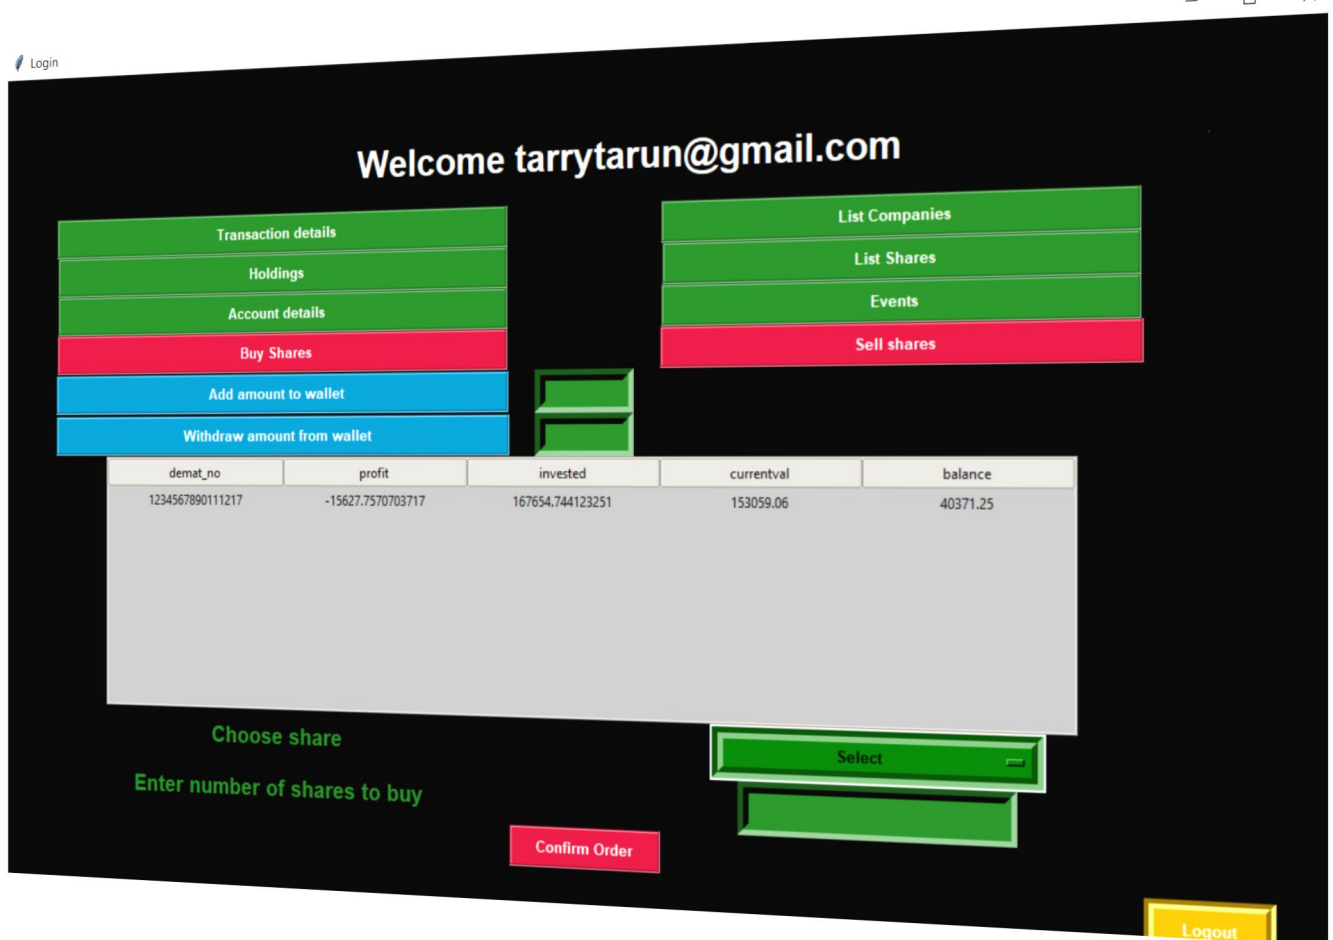 Login
Welcome tarrytarun@gmail.com
Transaction details
Holdings
Account details
Buy Shares
Add amount to wallet
Withdraw amount from wallet
List Companies
List Shares
Events
Sell shares
demat_no profit invested currentval balance
1234567890111217 -15627.7570703717 167654.744123251 153059.06 40371.25
Choose share
Select
Enter number of shares to buy
Confirm Order
Logout